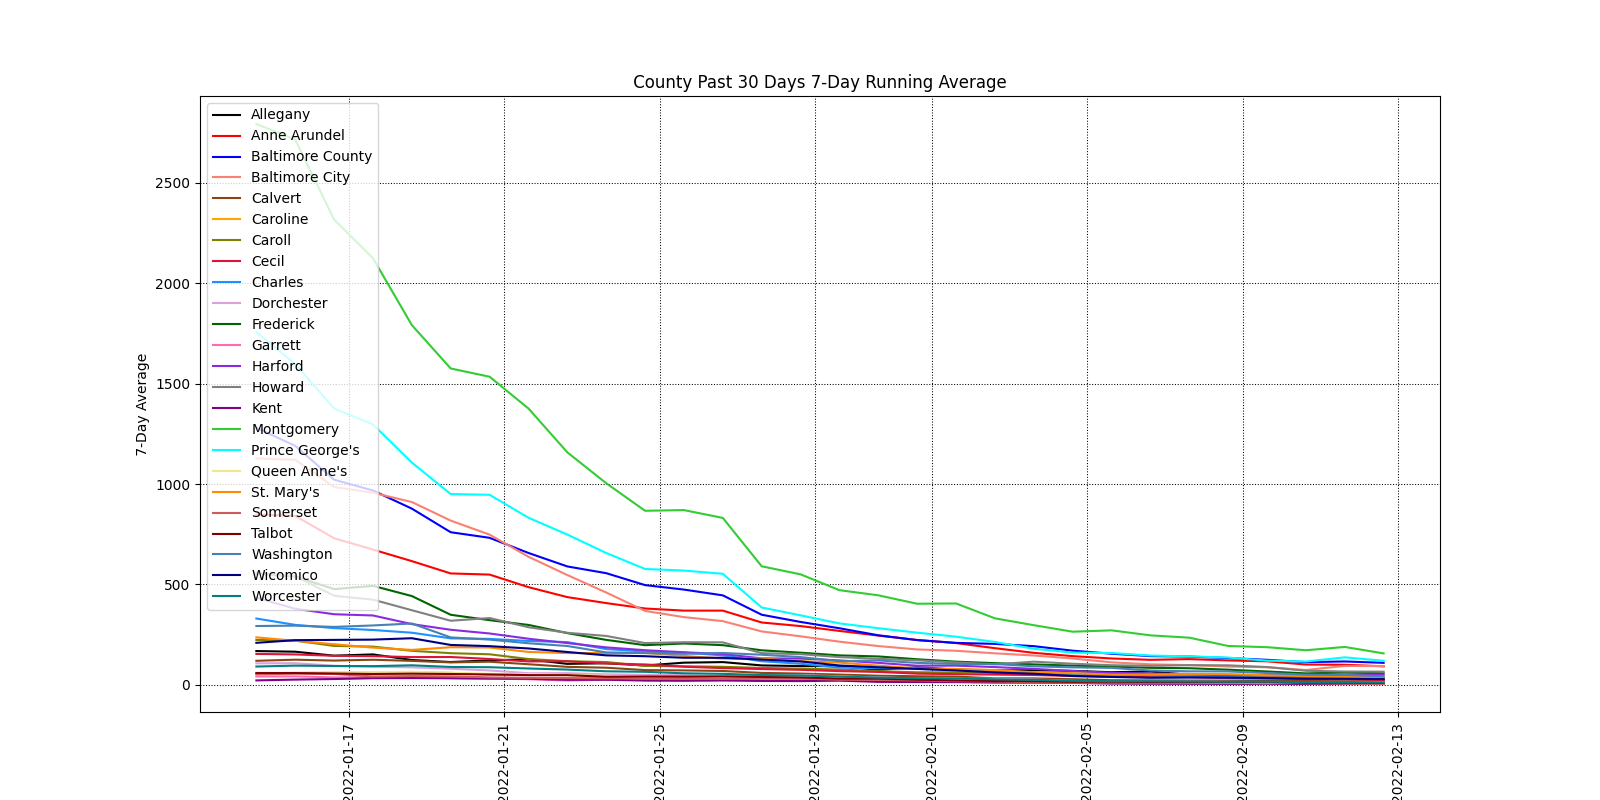 County Past 30 Days 7-Day Running Average
7-Day Average
2500
2000
1500
1000
500
0
Allegany
Anne Arundel
Baltimore County
Baltimore City
Calvert
Caroline
Caroll
Cecil
Charles
Dorchester
Frederick
Garrett
Harford
Howard
Kent
Montgomery
Prince George's
Queen Anne's
St. Mary's
Somerset
Talbot
Washington
Wicomico
Worcester
2022-01-17
2022-01-21
2022-01-25
2022-01-29
2022-02-01
2022-02-05
2022-02-09
2022-02-13